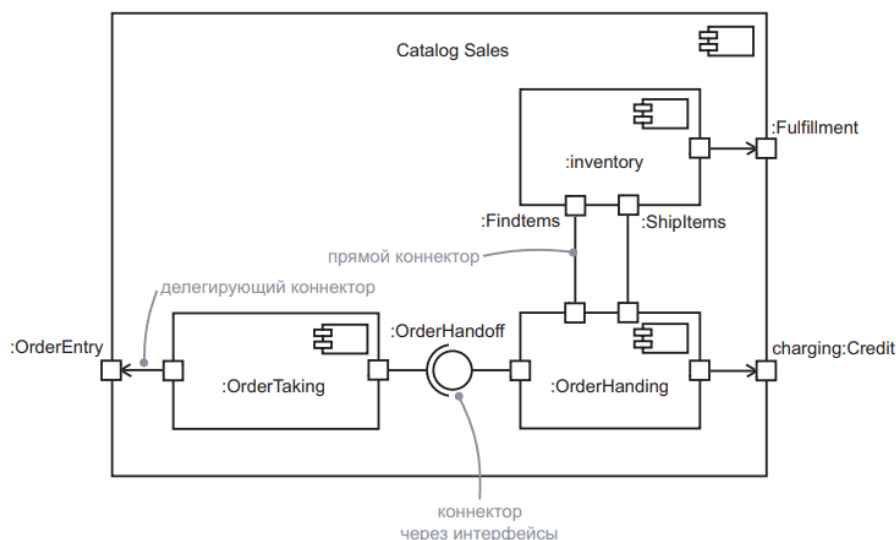 Catalog Sales
:Fulfillment
:inventory
:Findtems
:ShipItems
прямой коннектор
делегирующий коннектор
:OrderEntry
:OrderHandoff
charging:Credit
:OrderTaking
:OrderHanding
коннектор
через интерфейсы